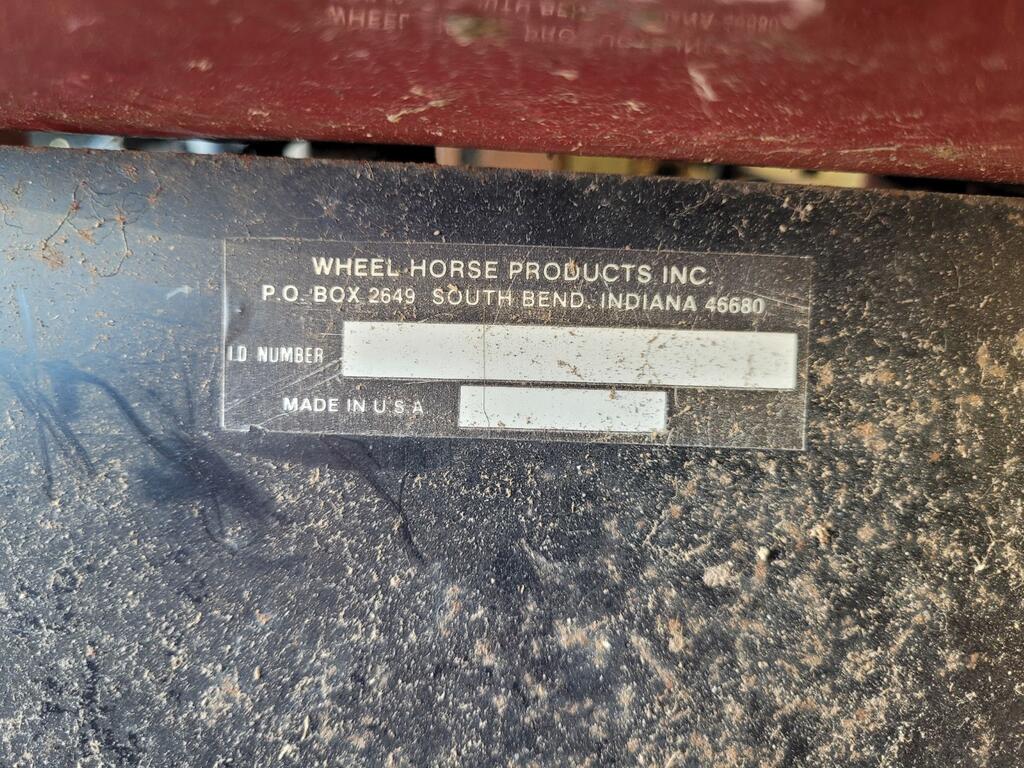 WHEEL HORSE PRODUCTS INC.
P.O. BOX 2649 SOUTH BEND, INDIANA 46680
I.D NUMBER
MADE IN U S A